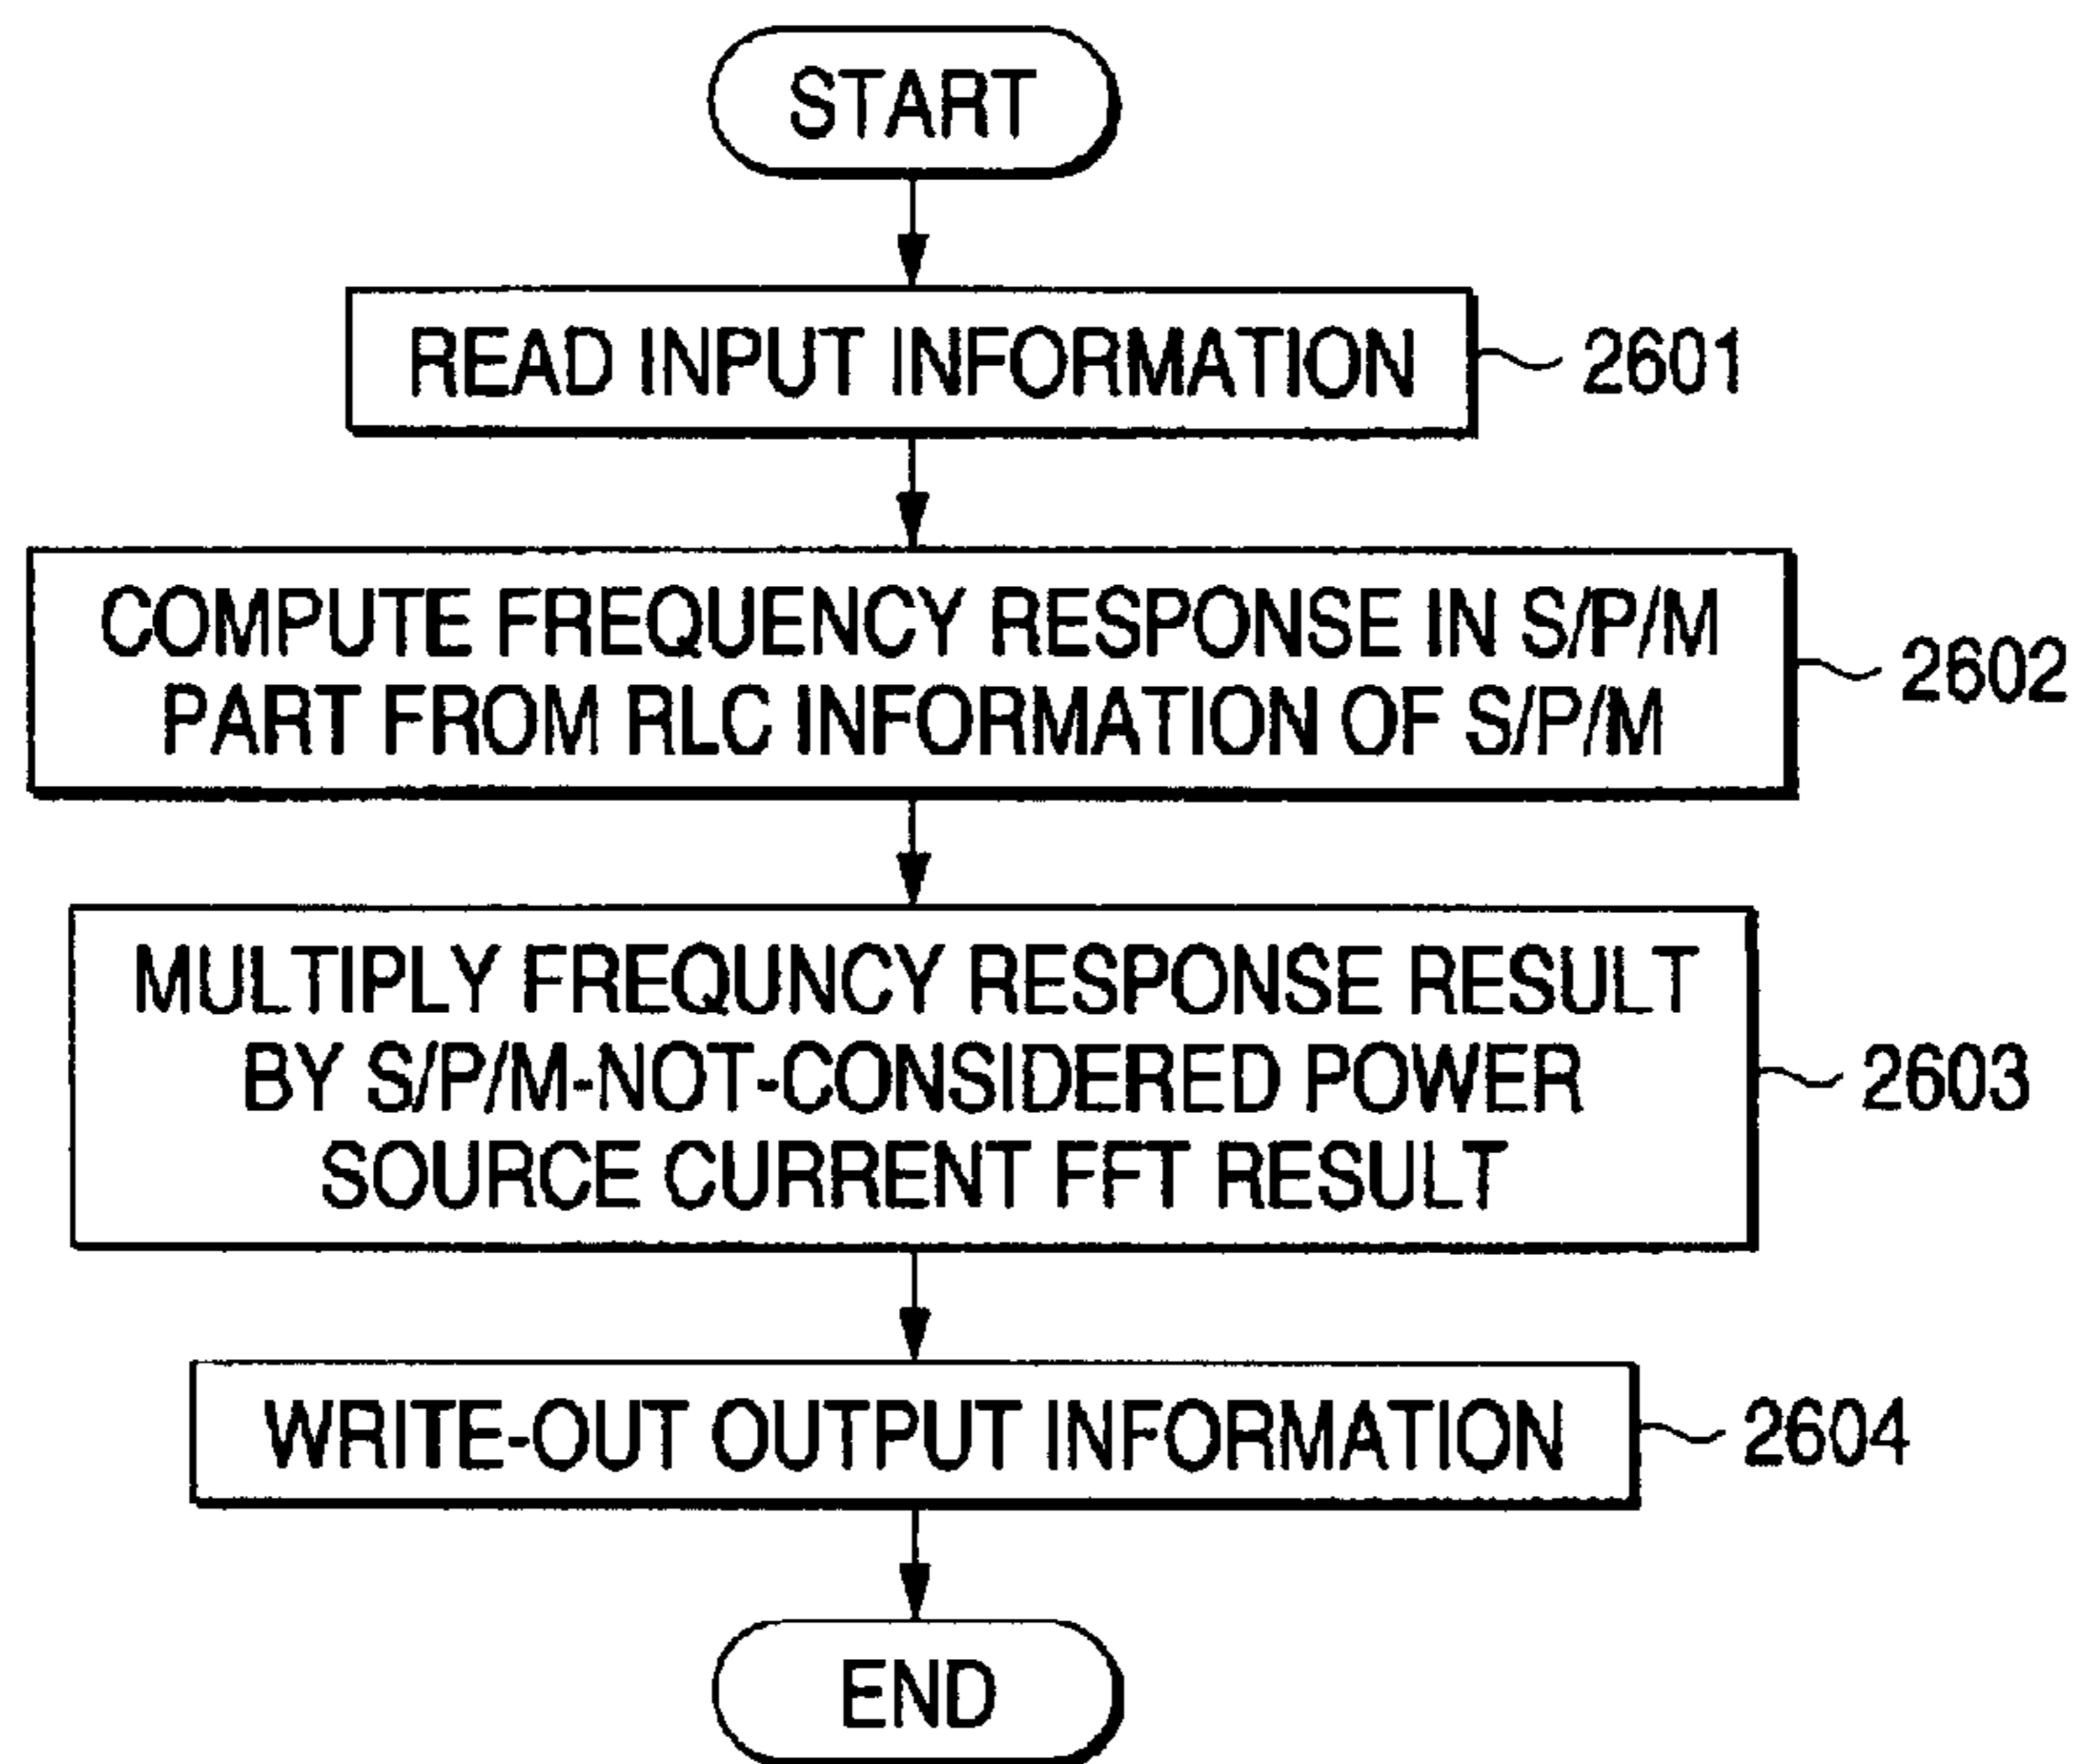 START
READ INPUT INFORMATION
2601
COMPUTE FREQUENCY RESPONSE IN S/P/M
PART FROM RLC INFORMATION OF S/P/M
2602
MULTIPLY FREQUNCY RESPONSE RESULT
BY S/P/M-NOT-CONSIDERED POWER
SOURCE CURRENT FFT RESULT
2603
WRITE-OUT OUTPUT INFORMATION
2604
END